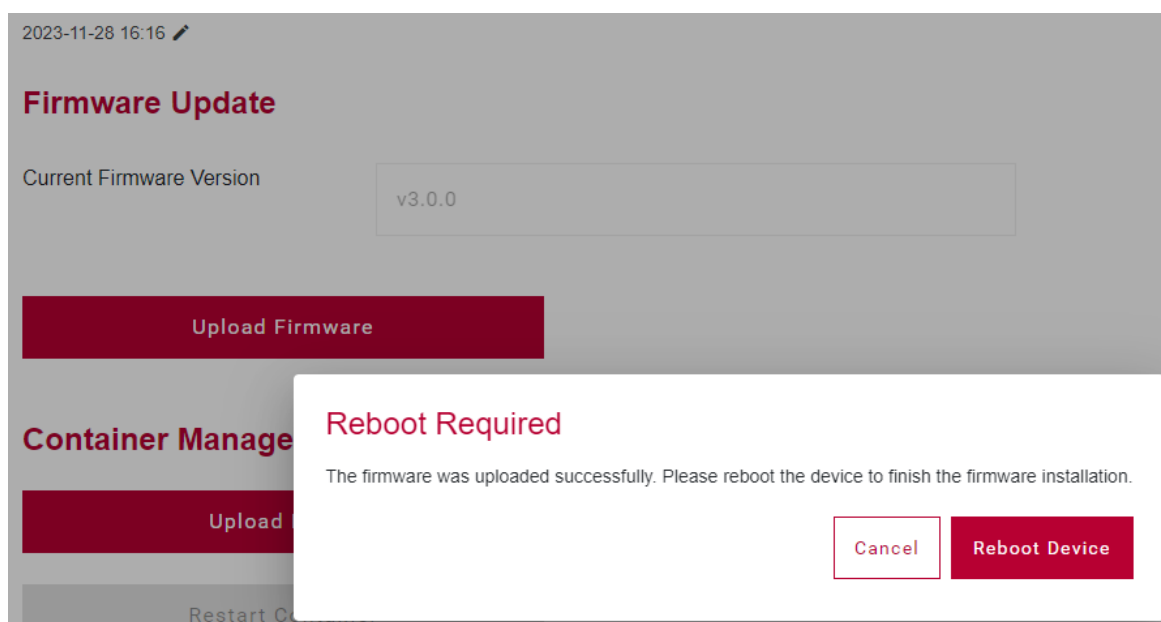 2023-11-28 16:16
Firmware Update
Current Firmware Version
v3.0.0
Upload Firmware
Container Manage
Reboot Required
The firmware was uploaded successfully. Please reboot the device to finish the firmware installation.
Upload
Cancel
Reboot Device
Restart